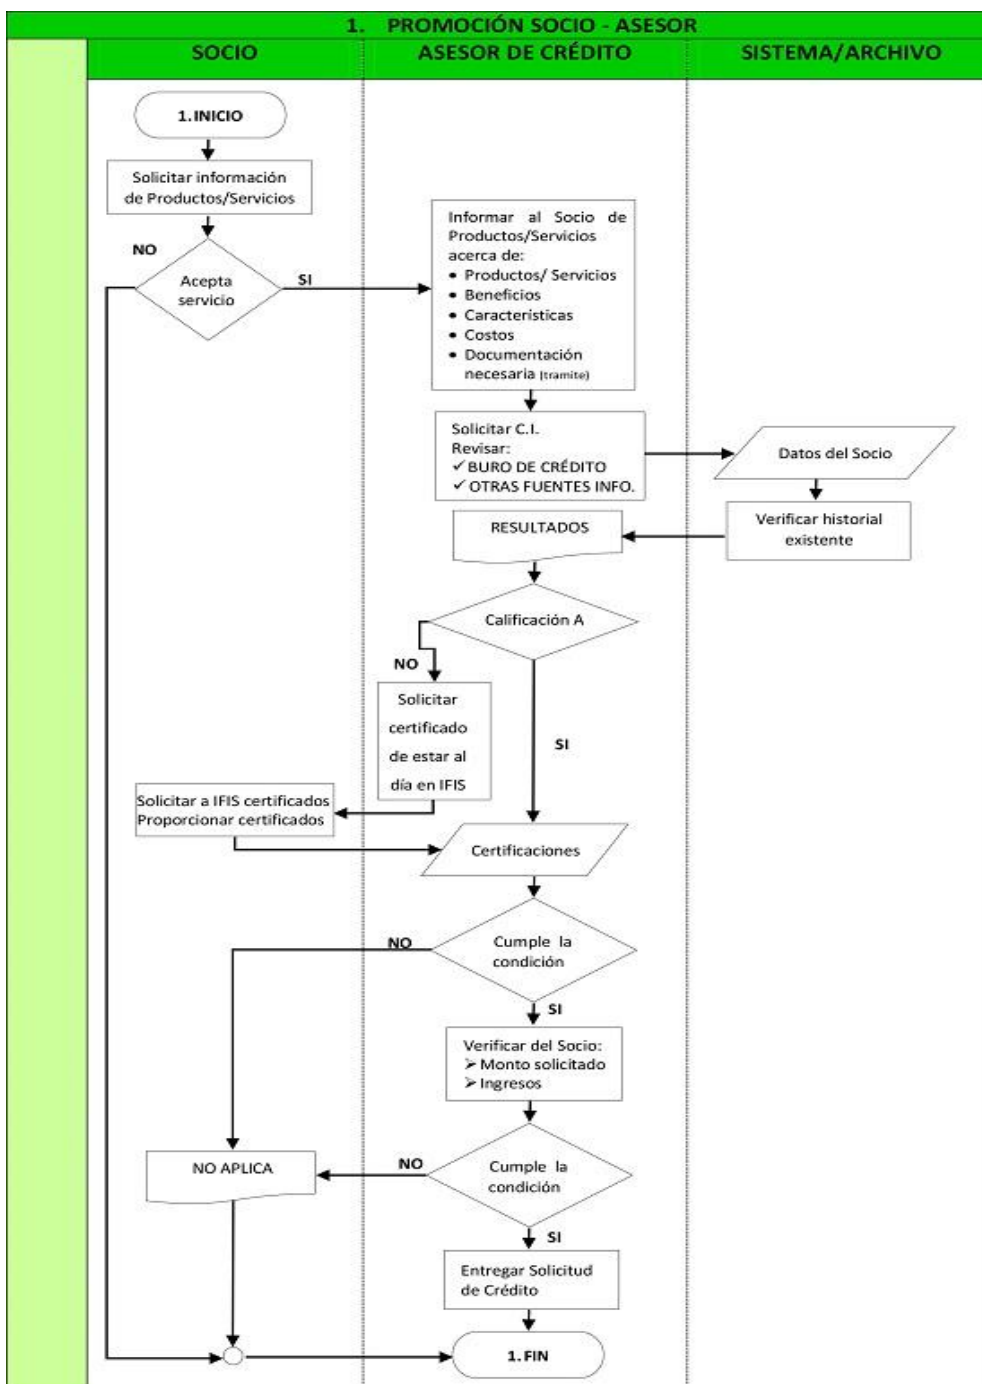 1. PROMOCIÓN SOCIO - ASESOR
SOCIO
ASESOR DE CRÉDITO
SISTEMA/ARCHIVO
1. INICIO
Solicitar información
de Productos/Servicios
NO
Acepta
servicio
SI
Informar al Socio de
Productos/Servicios
acerca de:
• Productos/ Servicios
• Beneficios
• Características
• Costos
• Documentación
necesaria (tramite)
Solicitar C.I.
Revisar:
✓ BURO DE CRÉDITO
✓ OTRAS FUENTES INFO.
Datos del Socio
Verificar historial
existente
RESULTADOS
Calificación A
NO
Solicitar
certificado
de estar al
día en IFIS
SI
Solicitar a IFIS certificados
Proporcionar certificados
Certificaciones
Cumple la
condición
NO
SI
Verificar del Socio:
➢ Monto solicitado
➢ Ingresos
Cumple la
condición
NO
NO APLICA
SI
Entregar Solicitud
de Crédito
1. FIN